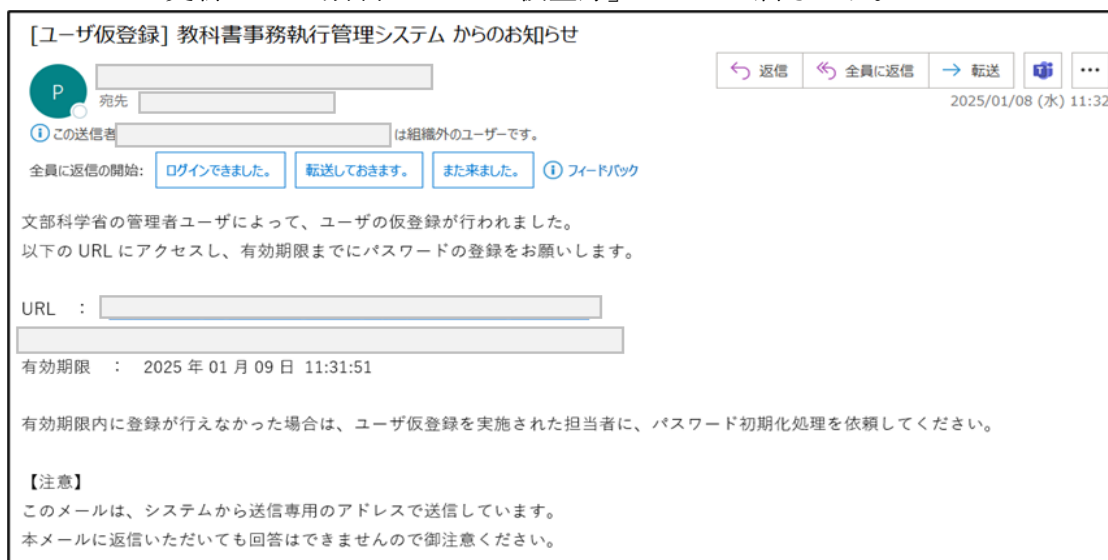 [ユーザ仮登録] 教科書事務執行管理システム からのお知らせ
返信
全員に返信
転送
P
宛先
2025/01/08 (水) 11:32
この送信者
は組織外のユーザーです。
全員に返信の開始:
ログインできました。
転送しておきます。
また来ました。
フィードバック
文部科学省の管理者ユーザによって、ユーザの仮登録が行われました。
以下の URL にアクセスし、有効期限までにパスワードの登録をお願いします。
URL ：
有効期限 ： 2025 年 01 月 09 日 11:31:51
有効期限内に登録が行えなかった場合は、ユーザ仮登録を実施された担当者に、パスワード初期化処理を依頼してください。
【注意】
このメールは、システムから送信専用のアドレスで送信しています。
本メールに返信いただいても回答はできませんので御注意ください。